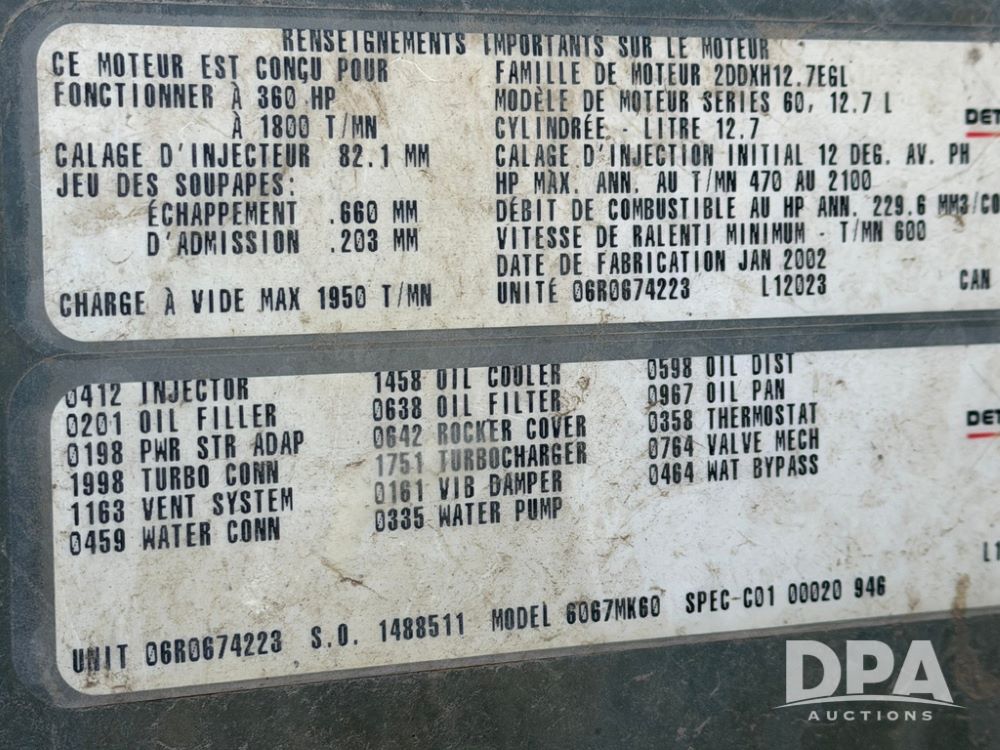 RENSEIGNEMENTS IMPORTANTS SUR LE MOTEUR
CE MOTEUR EST CONÇU POUR
FONCTIONNER À 360 HP
À 1800 T/MN
CALAGE D'INJECTEUR 82.1 MM
JEU DES SOUPAPES:
ÉCHAPPEMENT .660 MM
D'ADMISSION .203 MM
CHARGE À VIDE MAX 1950 T/MN
FAMILLE DE MOTEUR 2DDXH12.7EGL
MODÈLE DE MOTEUR SERIES 60, 12.7 L
CYLINDRÉE - LITRE 12.7
CALAGE D'INJECTION INITIAL 12 DEG. AV. PH
HP MAX. ANN. AU T/MN 470 AU 2100
DÉBIT DE COMBUSTIBLE AU HP ANN. 229.6 MM3/CO
VITESSE DE RALENTI MINIMUM - T/MN 600
DATE DE FABRICATION JAN 2002
UNITÉ 06R0674223 L12023 CAN
DET
0412 INJECTOR
0201 OIL FILLER
0198 PWR STR ADAP
1998 TURBO CONN
1163 VENT SYSTEM
0459 WATER CONN
1458 OIL COOLER
0638 OIL FILTER
0642 ROCKER COVER
1751 TURBOCHARGER
0161 VIB DAMPER
0335 WATER PUMP
0598 OIL DIST
0967 OIL PAN
0358 THERMOSTAT
0764 VALVE MECH
0464 WAT BYPASS
DET
L1
UNIT 06R0674223 S.O. 1488511 MODEL 6067MK60 SPEC-C01 00020 946
DPA
AUCTIONS